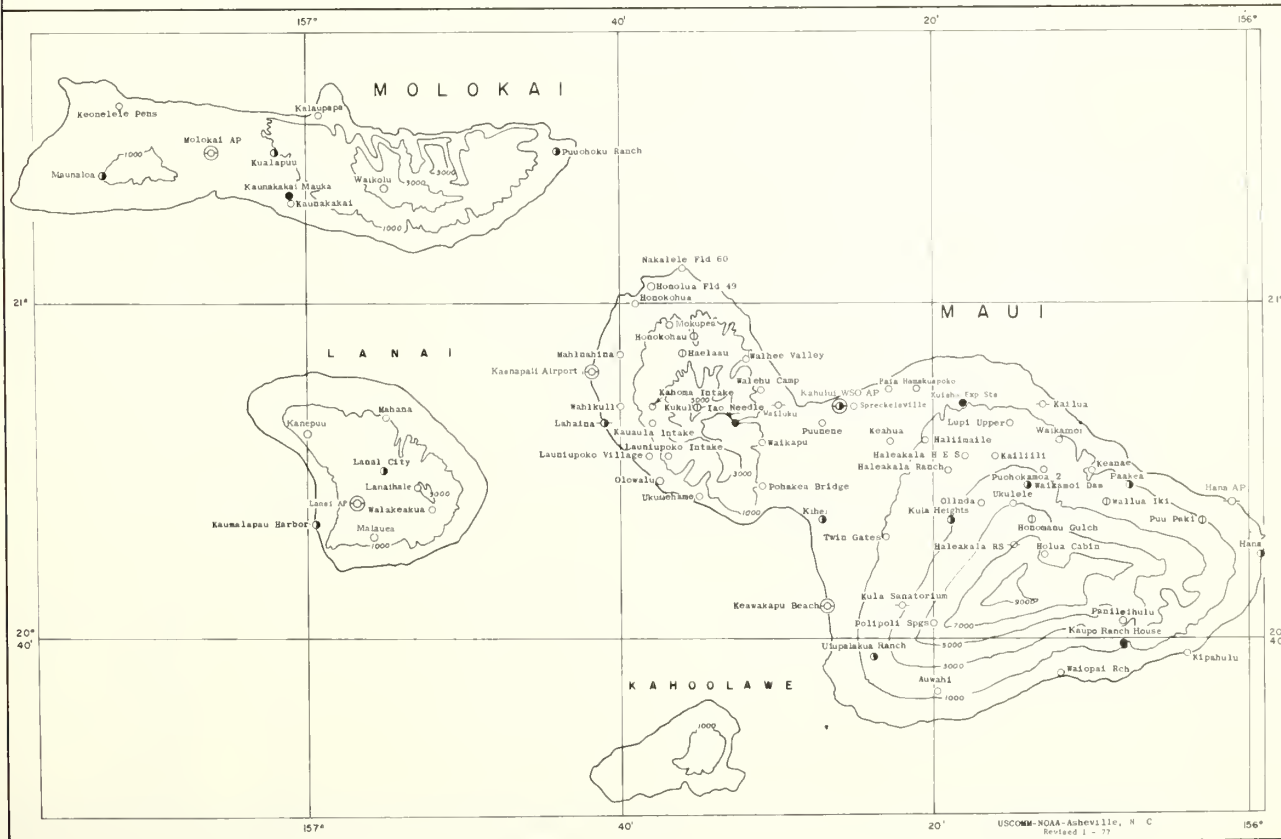 157°
40'
20'
156°
MOLOKAI
Keonelele Pens
Kalaupapa
Molokai AP
1000
Maunaloa
Kualapuu
Kaunakakai Mauka
Kaunakakai
Waikolu
3000
3000
1000
Puuohoku Ranch
Nakalele Fld 60
Honolua Fld 49
Honokohua
21°
21°
MAUI
Mokupea
Honokohau
Haelaau
Mahinahina
Waihee Valley
Kaanapali Airport
Waiehu Camp
Kahului WSO AP
Kahoma Intake
5000
Wahikuli
Kukui
Iao Needle
Wailuku
Spreckelsville
Paia
Hamakuapoko
Kailua
Lahaina
Kauaula Intake
Puunene
Lupi Upper
Launiupoko Intake
Waikapu
Keahua
Haliimaile
Waikamoi
Launiupoko Village
3000
Haleakala H E S
Kailiili
Haleakala Ranch
Keanae
Puohokamoa 2
Paakea
Waikamoi Dam
Olowalu
Pohakea Bridge
Ukumehame
1000
Olinda
Ukulele
Wailua Iki
Hana AP
Kihei
Kula Heights
Honomanu Gulch
Puu Peki
Twin Gates
Haleakala RS
Holua Cabin
Hana
LANAI
Mahana
Kanepuu
Lanai City
Lanaihale
3000
Lanai AP
Waiakeakua
Kaumalapau Harbor
Malauea
1000
Keawakapu Beach
Kula Sanatorium
9000
Panileihulu
Polipoli Spgs
7000
5000
Kaupo Ranch House
20°
40'
20°
40'
Ulupalakua Ranch
3000
Kipahulu
Waiopai Rch
Auwahi
1000
KAHOOLAWE
1000
157°
40'
20'
156°
USCOMM-NOAA-Asheville, N C
Revised 1 - 77